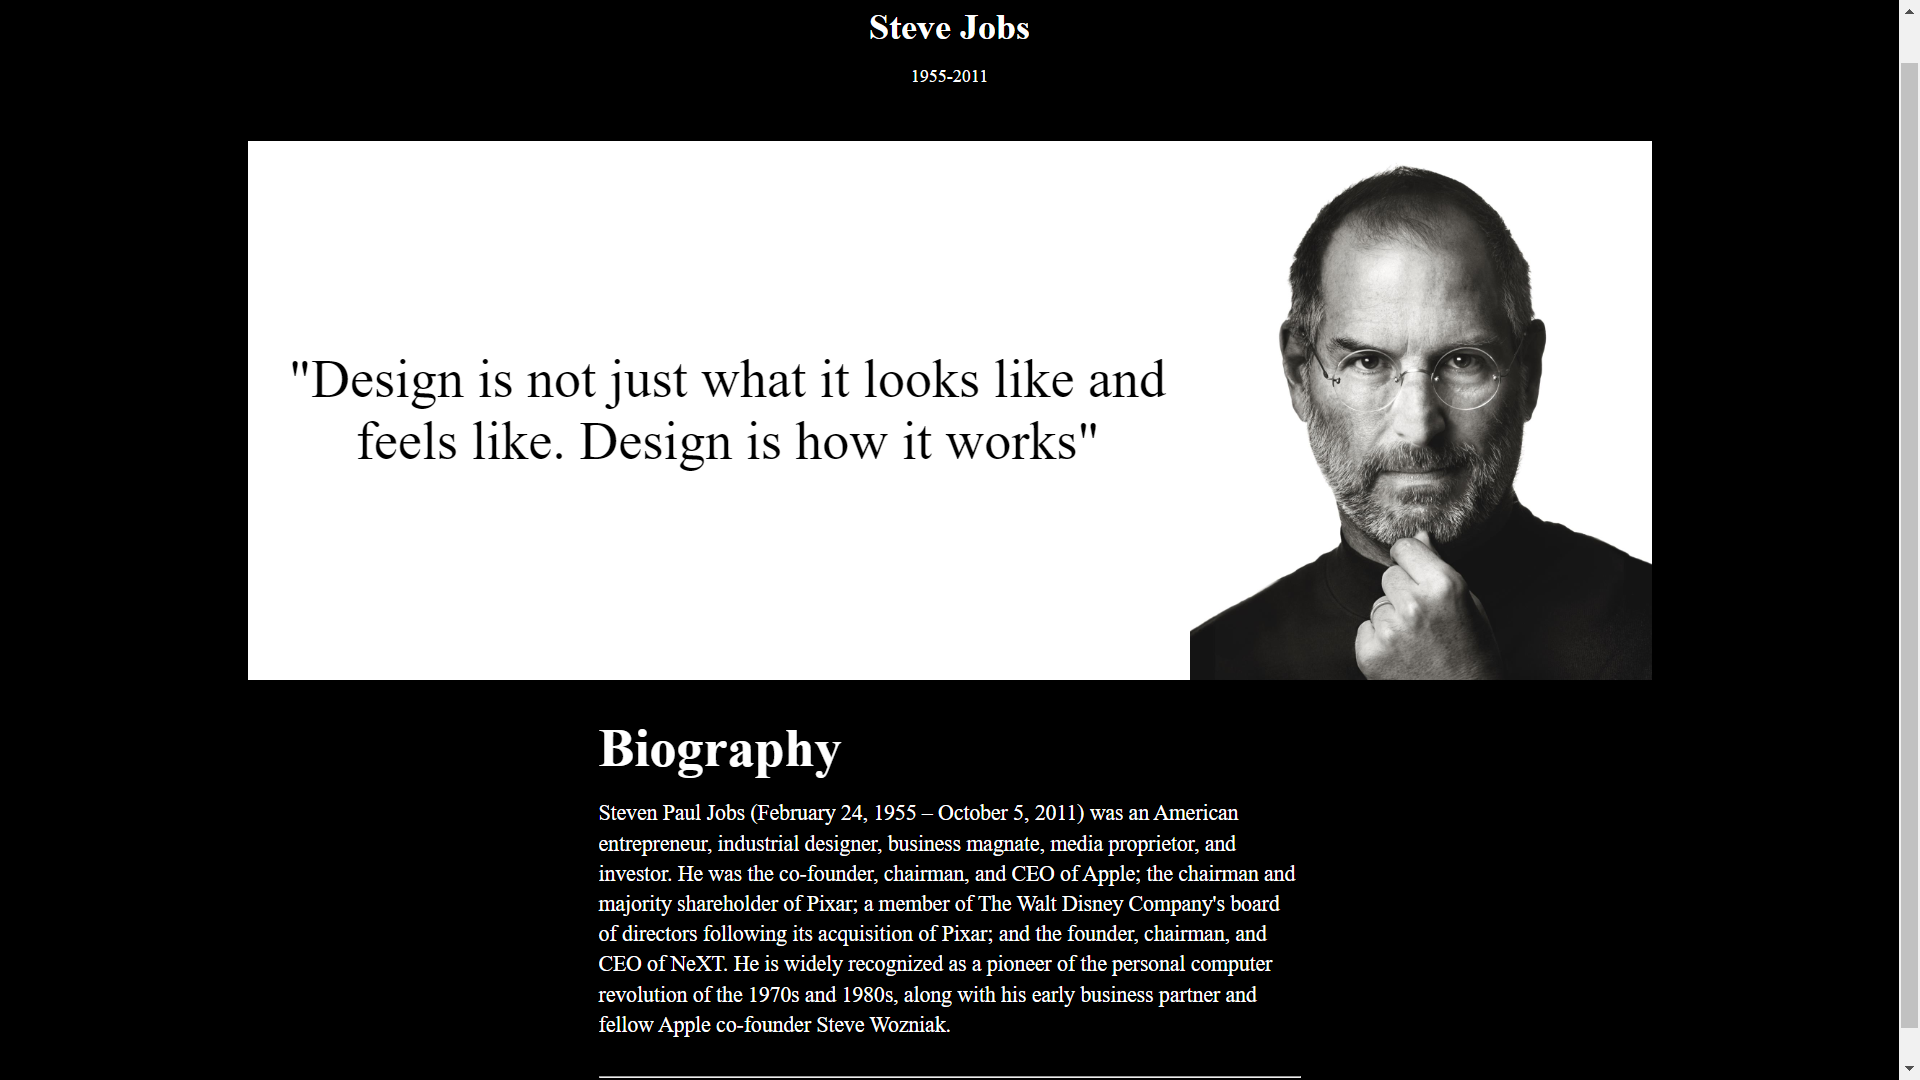 Steve Jobs
1955-2011
"Design is not just what it looks like and
feels like. Design is how it works"
Biography
Steven Paul Jobs (February 24, 1955 – October 5, 2011) was an American
entrepreneur, industrial designer, business magnate, media proprietor, and
investor. He was the co-founder, chairman, and CEO of Apple; the chairman and
majority shareholder of Pixar; a member of The Walt Disney Company's board
of directors following its acquisition of Pixar; and the founder, chairman, and
CEO of NeXT. He is widely recognized as a pioneer of the personal computer
revolution of the 1970s and 1980s, along with his early business partner and
fellow Apple co-founder Steve Wozniak.